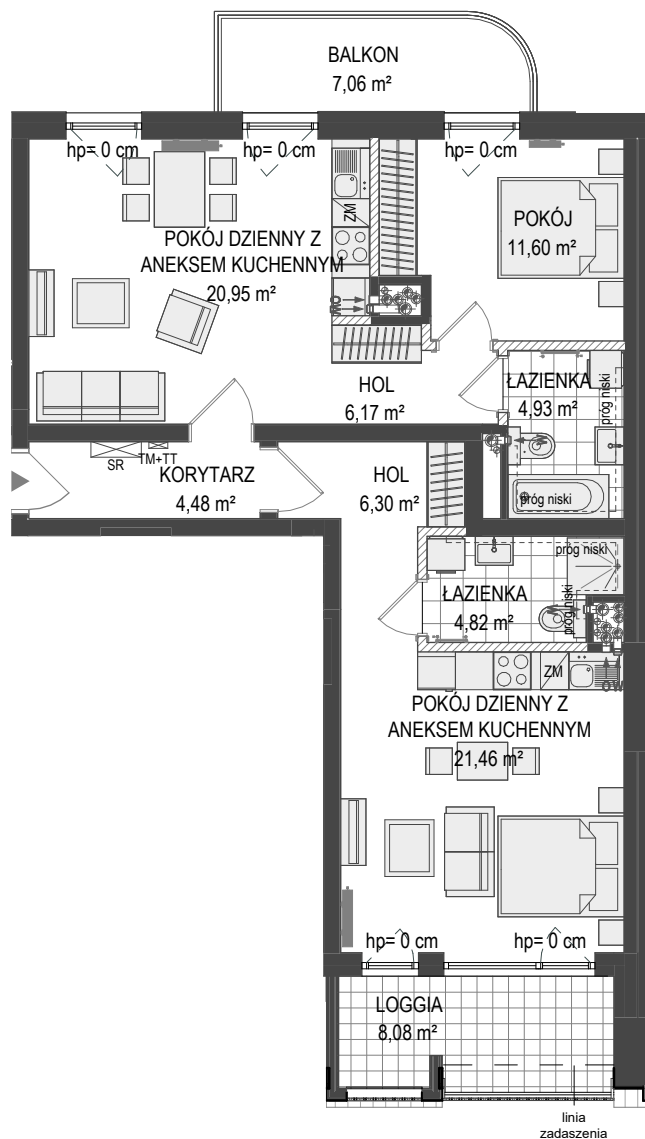 BALKON
7,06 m²
hp= 0 cm
hp= 0 cm
hp= 0 cm
ZM
POKÓJ
11,60 m²
POKÓJ DZIENNY Z
ANEKSEM KUCHENNYM
20,95 m²
OW
HOL
6,17 m²
ŁAZIENKA
4,93 m²
próg niski
próg niski
SR
TM+TT
KORYTARZ
4,48 m²
HOL
6,30 m²
próg niski
ŁAZIENKA
4,82 m²
próg niski
ZM
OW
POKÓJ DZIENNY Z
ANEKSEM KUCHENNYM
21,46 m²
hp= 0 cm
hp= 0 cm
LOGGIA
8,08 m²
linia
zadaszenia